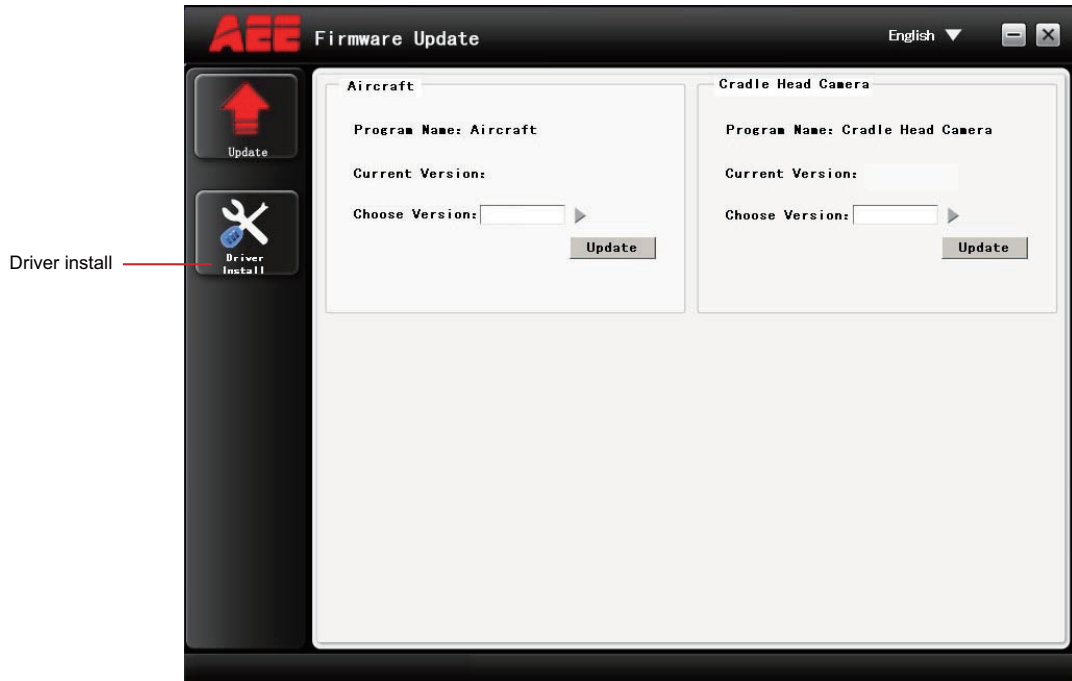 AEE Firmware Update English
Update
Driver Install
Driver install
Aircraft
Program Name: Aircraft
Current Version:
Choose Version:
Update
Cradle Head Camera
Program Name: Cradle Head Camera
Current Version:
Choose Version:
Update